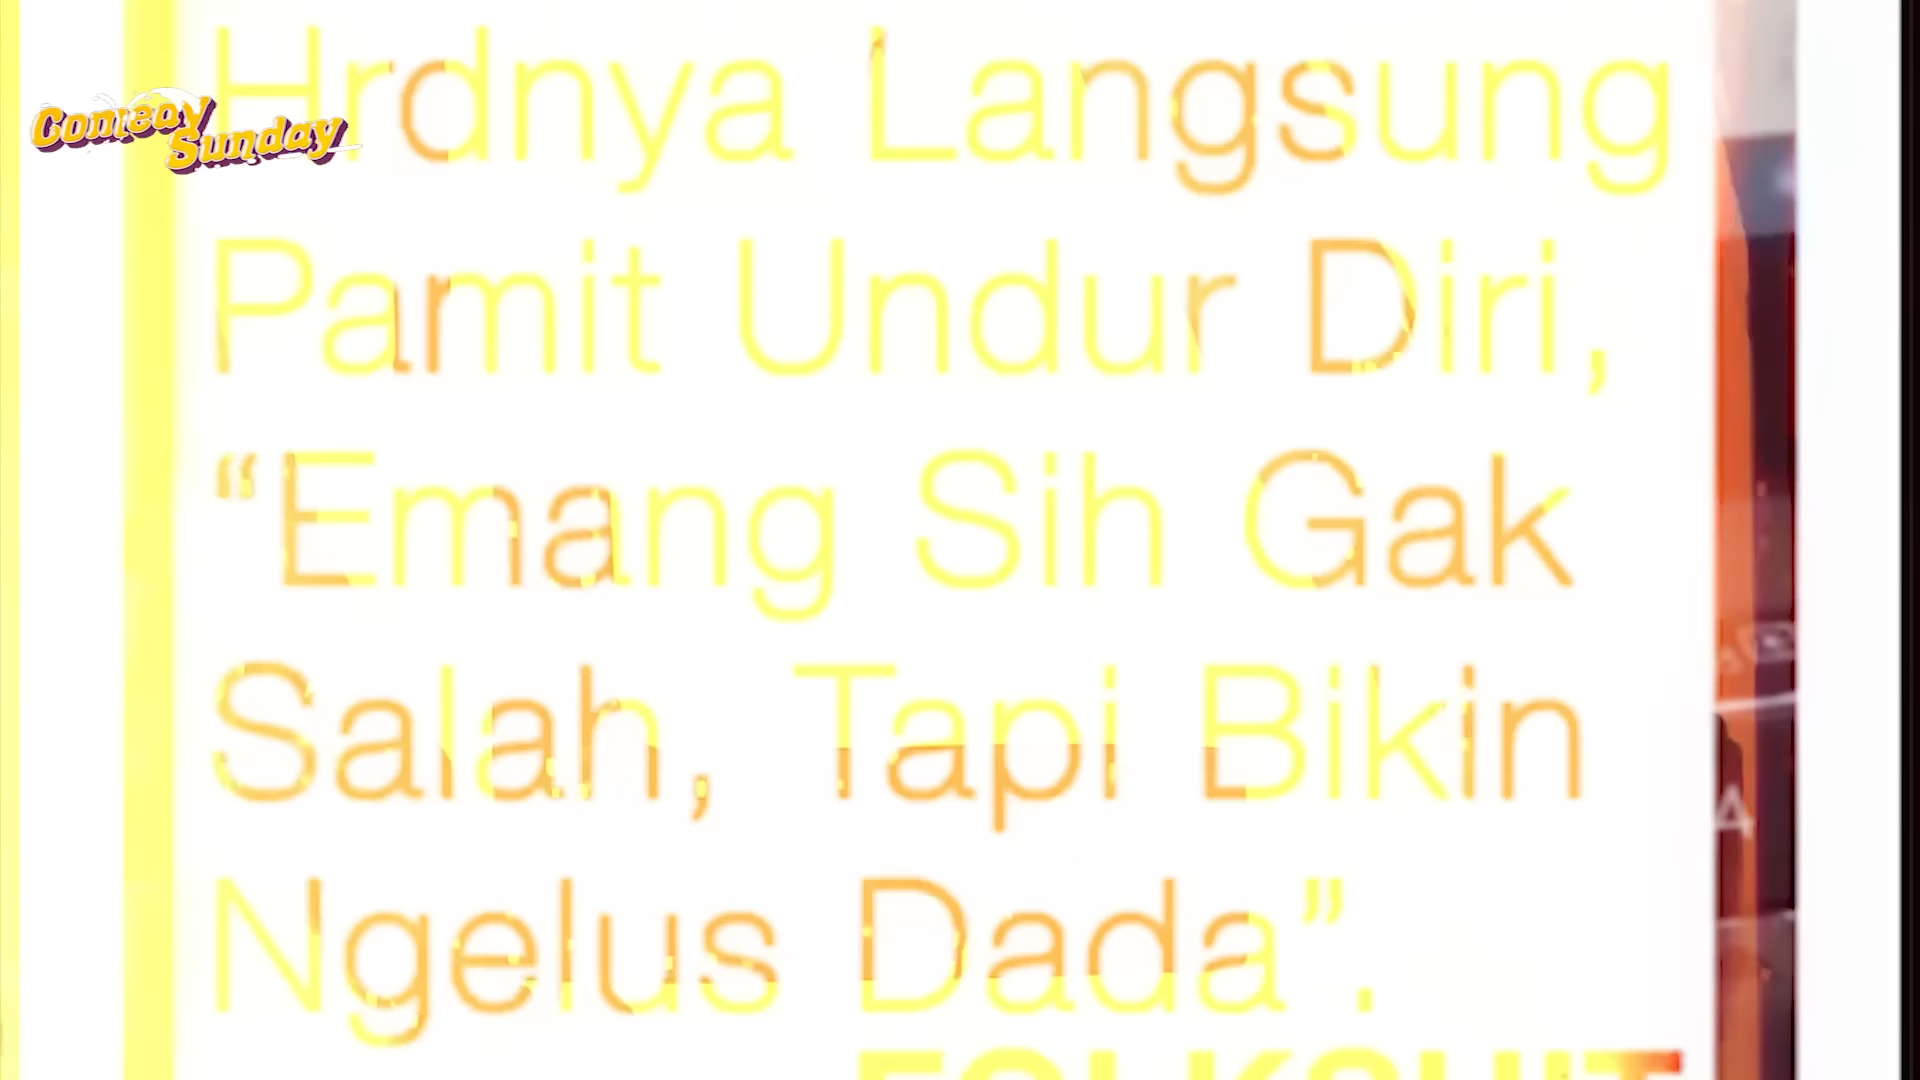 Comedy
Sunday
Hrdnya Langsung
Pamit Undur Diri,
“Emang Sih Gak
Salah, Tapi Bikin
Ngelus Dada”.